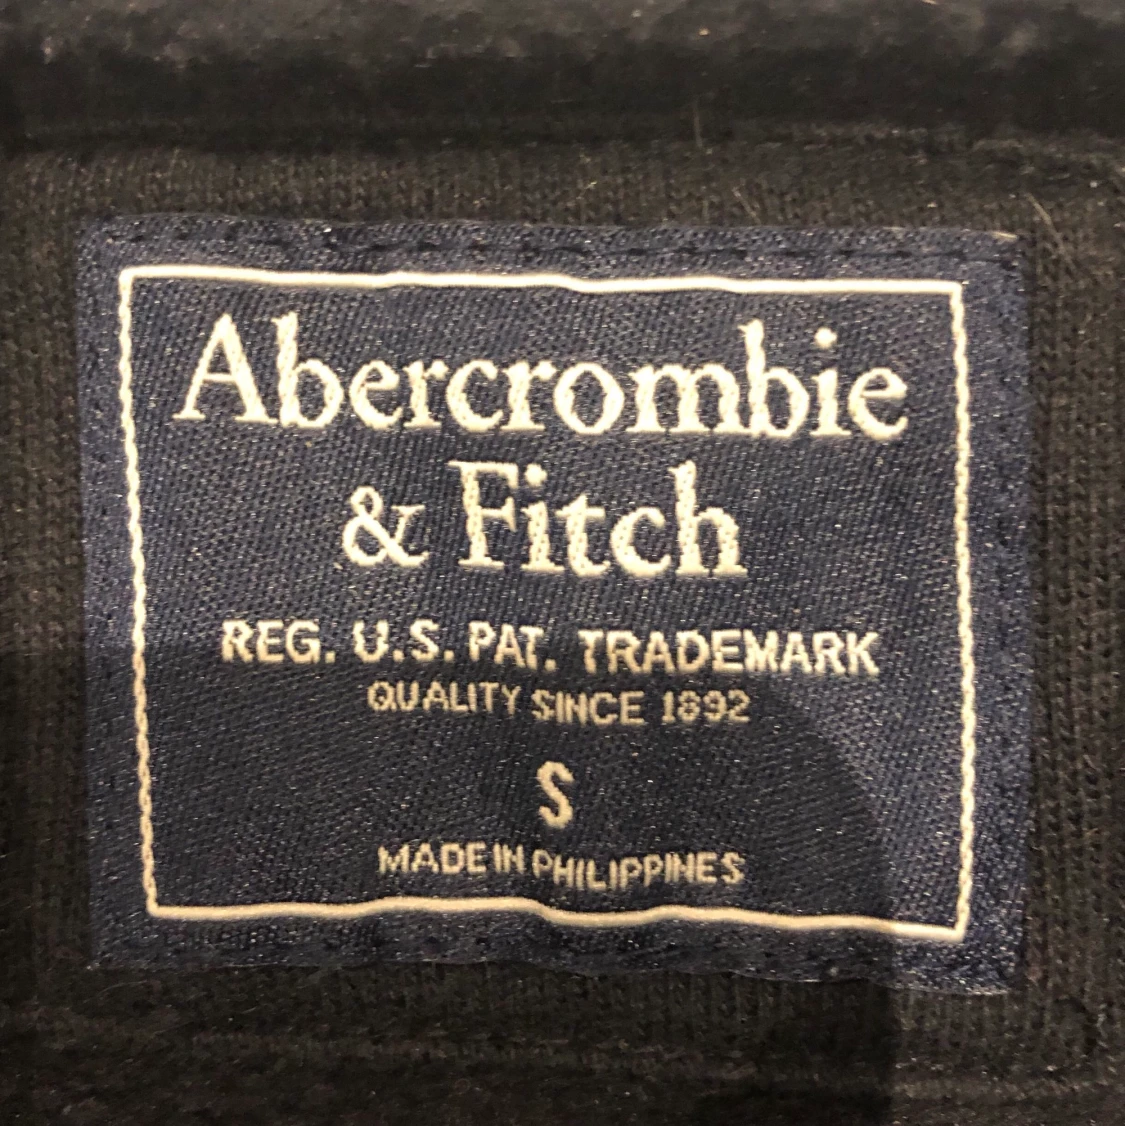 Abercrombie
& Fitch
REG. U.S. PAT. TRADEMARK
QUALITY SINCE 1892
S
MADE IN PHILIPPINES